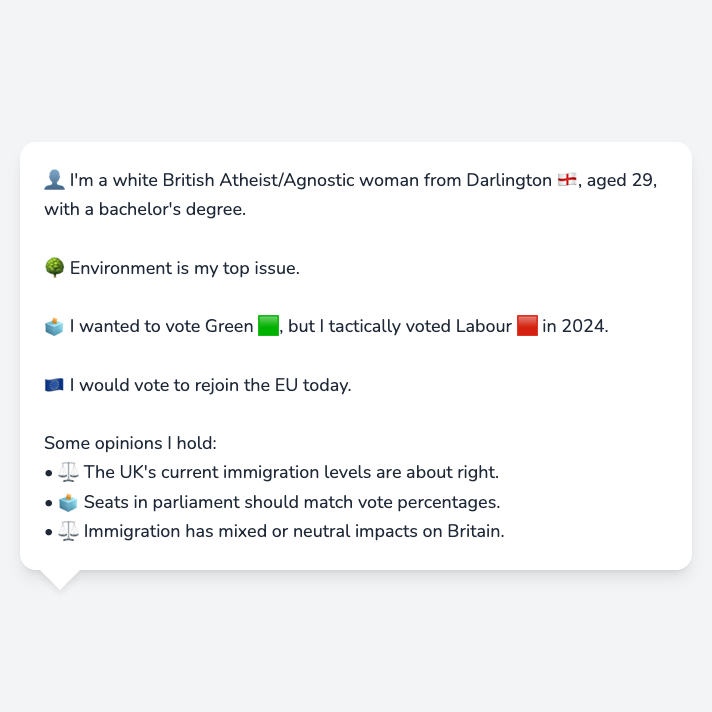 👤 I'm a white British Atheist/Agnostic woman from Darlington 🏴󠁧󠁢󠁥󠁮󠁧󠁿, aged 29,
with a bachelor's degree.
🌳 Environment is my top issue.
🗳️ I wanted to vote Green 🟩, but I tactically voted Labour 🟥 in 2024.
🇪🇺 I would vote to rejoin the EU today.
Some opinions I hold:
• ⚖️ The UK's current immigration levels are about right.
• 🗳️ Seats in parliament should match vote percentages.
• ⚖️ Immigration has mixed or neutral impacts on Britain.